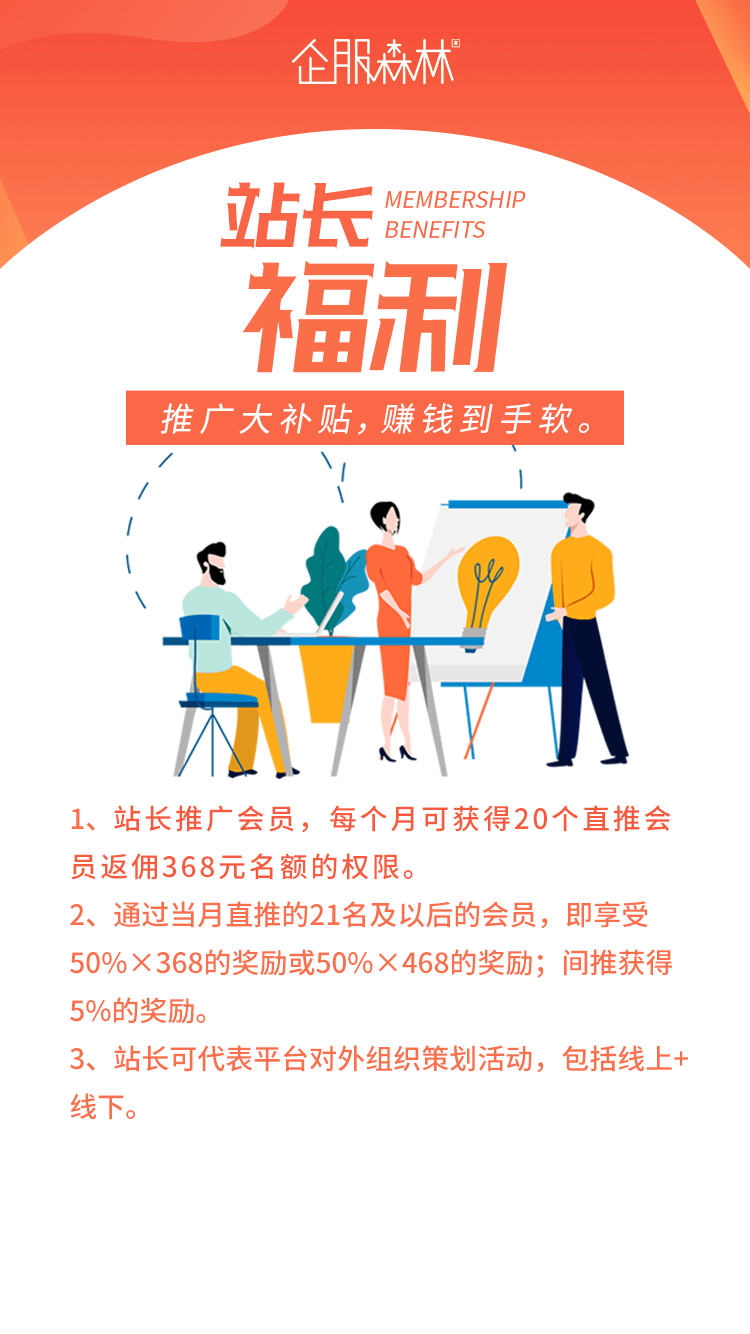 企服森林
站长
MEMBERSHIP
BENEFITS
福利
推广大补贴，赚钱到手软。
1、站长推广会员，每个月可获得20个直推会
员返佣368元名额的权限。
2、通过当月直推的21名及以后的会员，即享受
50%×368的奖励或50%×468的奖励；间推获得
5%的奖励。
3、站长可代表平台对外组织策划活动，包括线上+
线下。